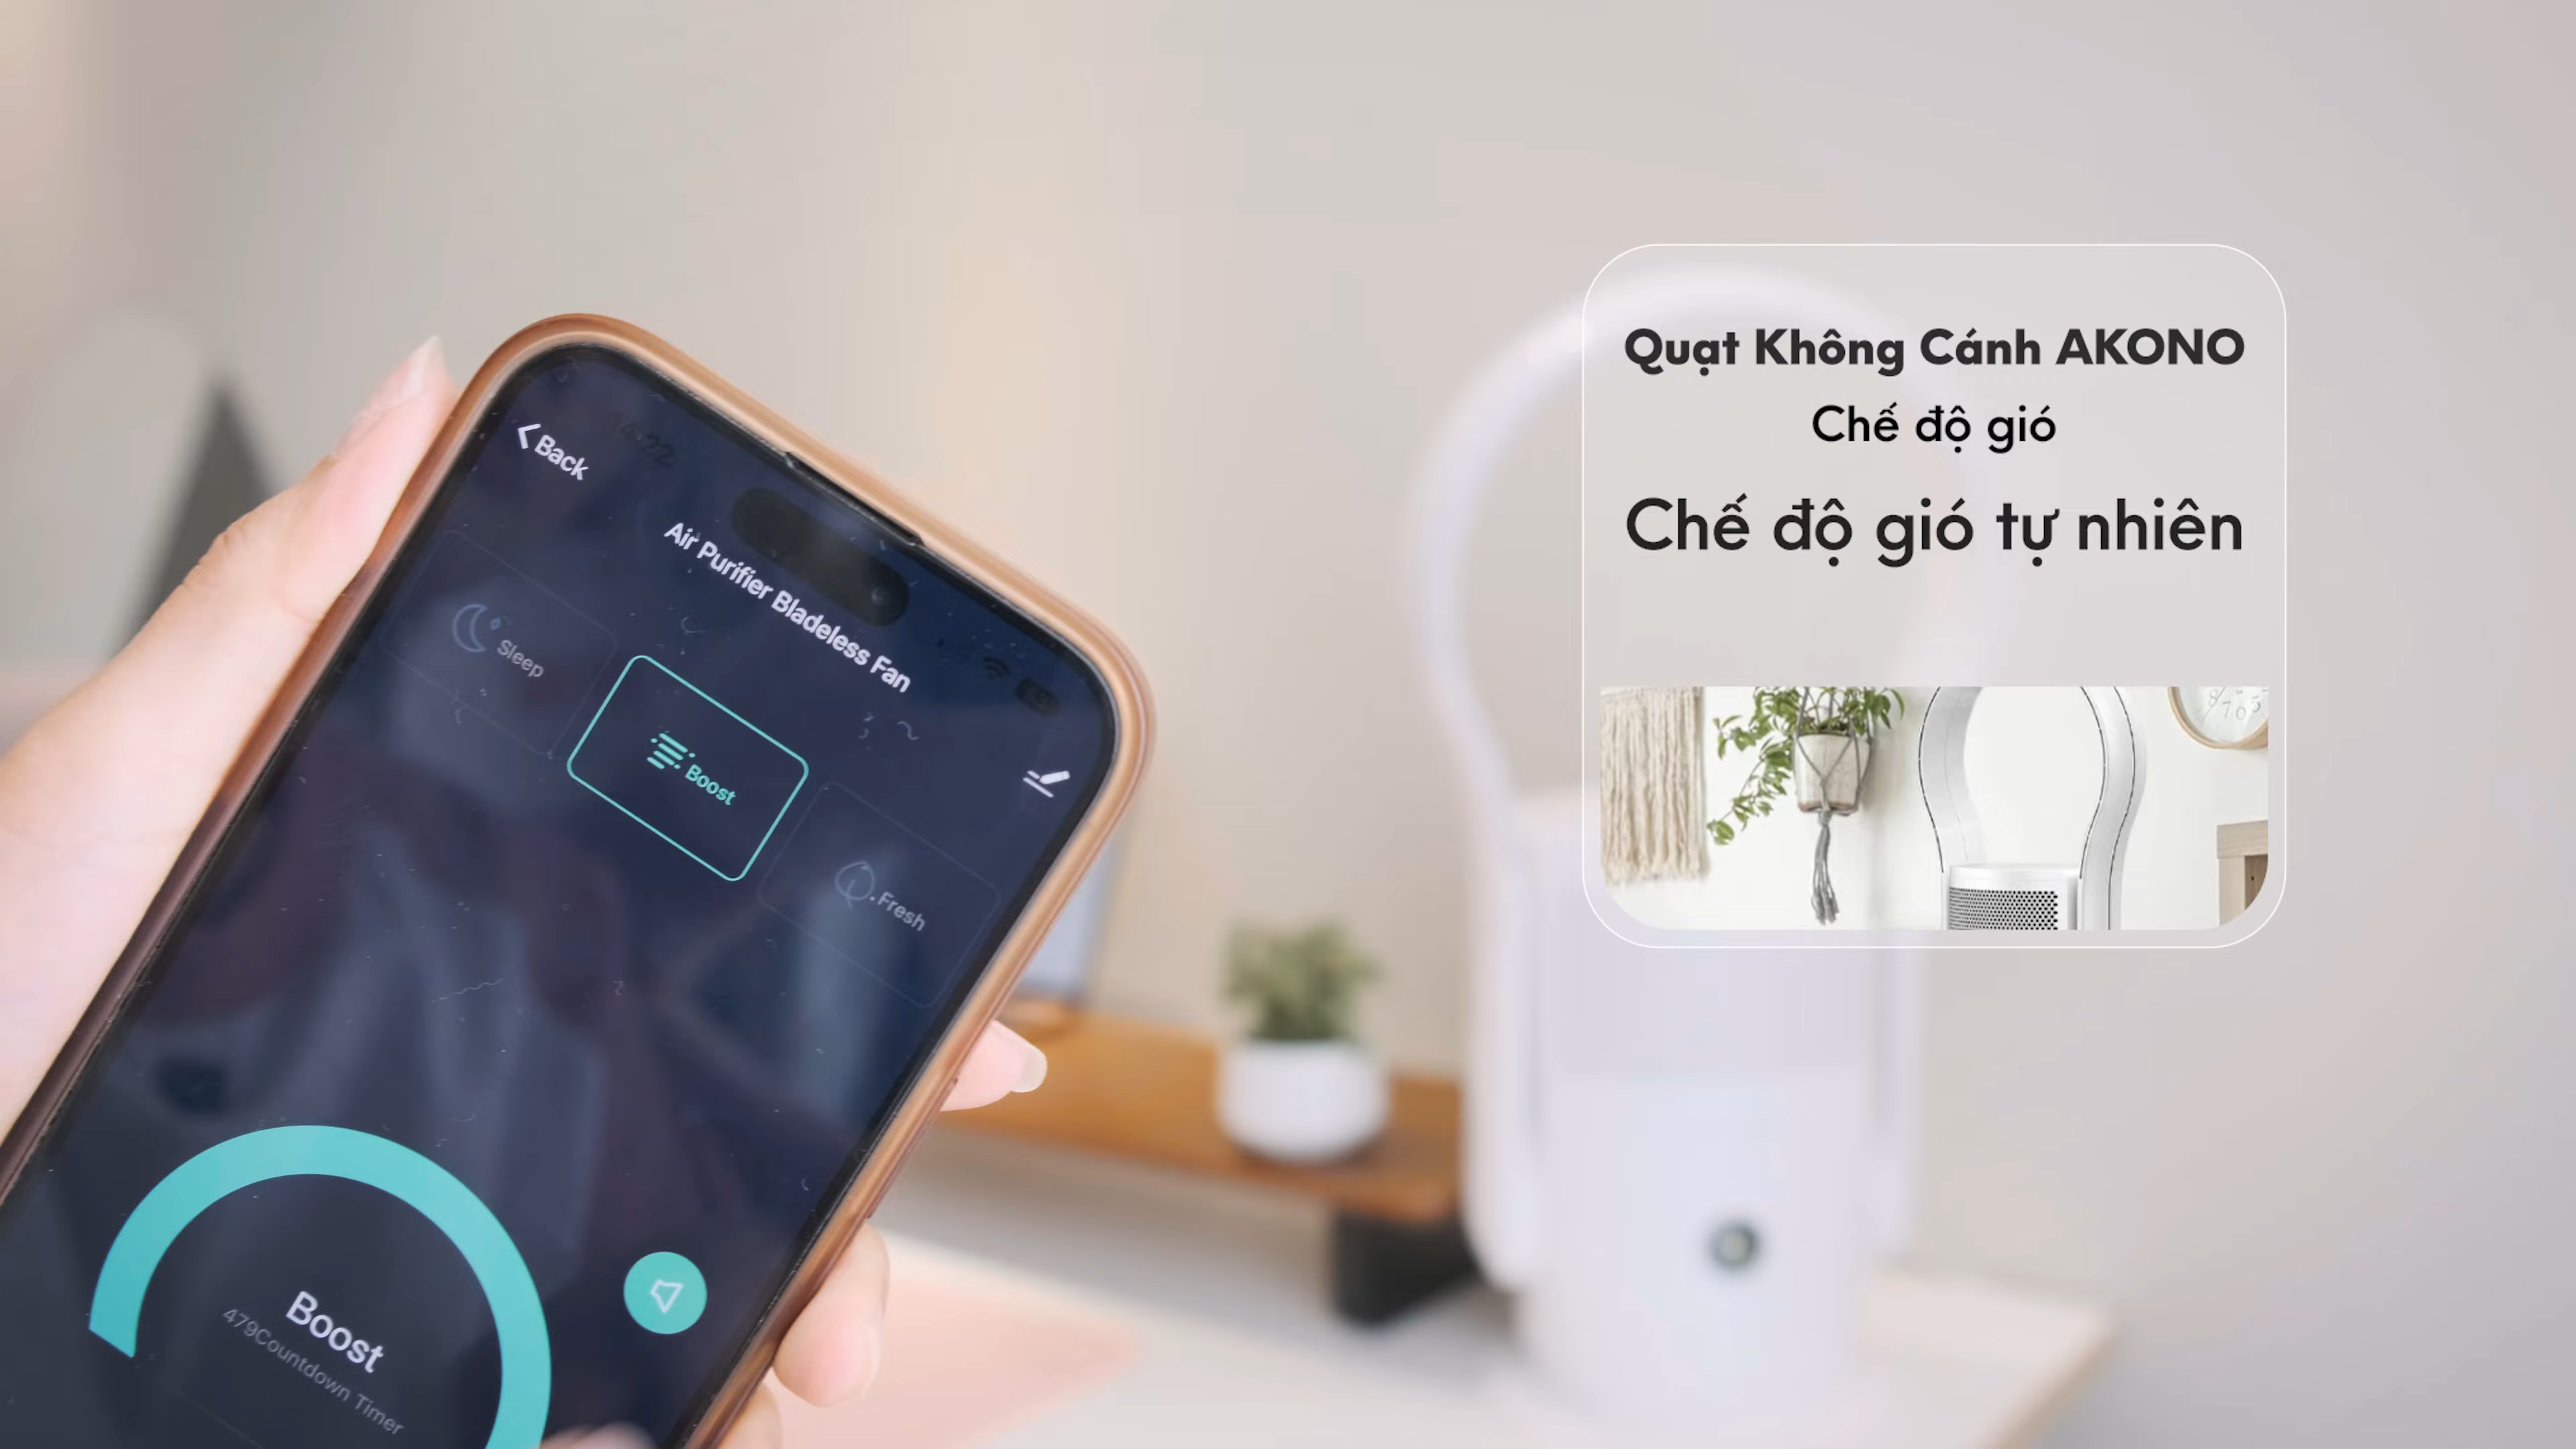 Back
Air Purifier Bladeless Fan
Sleep
Boost
Fresh
Boost
479Countdown Timer
Quạt Không Cánh AKONO
Chế độ gió
Chế độ gió tự nhiên